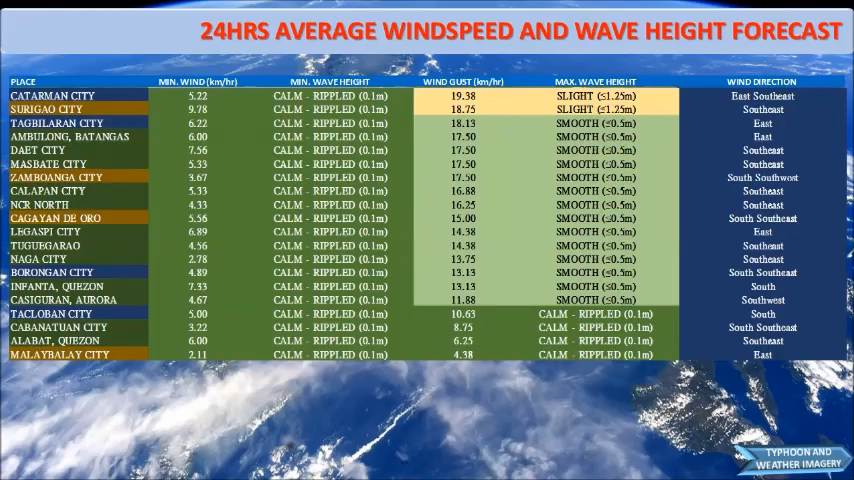 24HRS AVERAGE WINDSPEED AND WAVE HEIGHT FORECAST
PLACE MIN. WIND (km/hr) MIN. WAVE HEIGHT WIND GUST (km/hr) MAX. WAVE HEIGHT WIND DIRECTION
CATARMAN CITY 5.22 CALM - RIPPLED (0.1m) 19.38 SLIGHT (≤1.25m) East Southeast
SURIGAO CITY 9.78 CALM - RIPPLED (0.1m) 18.75 SLIGHT (≤1.25m) Southeast
TAGBILARAN CITY 6.22 CALM - RIPPLED (0.1m) 18.13 SMOOTH (≤0.5m) East
AMBULONG, BATANGAS 6.00 CALM - RIPPLED (0.1m) 17.50 SMOOTH (≤0.5m) East
DAET CITY 7.56 CALM - RIPPLED (0.1m) 17.50 SMOOTH (≤0.5m) Southeast
MASBATE CITY 5.33 CALM - RIPPLED (0.1m) 17.50 SMOOTH (≤0.5m) Southeast
ZAMBOANGA CITY 3.67 CALM - RIPPLED (0.1m) 17.50 SMOOTH (≤0.5m) South Southwest
CALAPAN CITY 5.33 CALM - RIPPLED (0.1m) 16.88 SMOOTH (≤0.5m) Southeast
NCR NORTH 4.33 CALM - RIPPLED (0.1m) 16.25 SMOOTH (≤0.5m) Southeast
CAGAYAN DE ORO 5.56 CALM - RIPPLED (0.1m) 15.00 SMOOTH (≤0.5m) South Southeast
LEGASPI CITY 6.89 CALM - RIPPLED (0.1m) 14.38 SMOOTH (≤0.5m) East
TUGUEGARAO 4.56 CALM - RIPPLED (0.1m) 14.38 SMOOTH (≤0.5m) Southeast
NAGA CITY 2.78 CALM - RIPPLED (0.1m) 13.75 SMOOTH (≤0.5m) Southeast
BORONGAN CITY 4.89 CALM - RIPPLED (0.1m) 13.13 SMOOTH (≤0.5m) South Southeast
INFANTA, QUEZON 7.33 CALM - RIPPLED (0.1m) 13.13 SMOOTH (≤0.5m) South
CASIGURAN, AURORA 4.67 CALM - RIPPLED (0.1m) 11.88 SMOOTH (≤0.5m) Southwest
TACLOBAN CITY 5.00 CALM - RIPPLED (0.1m) 10.63 CALM - RIPPLED (0.1m) South
CABANATUAN CITY 3.22 CALM - RIPPLED (0.1m) 8.75 CALM - RIPPLED (0.1m) South Southeast
ALABAT, QUEZON 6.00 CALM - RIPPLED (0.1m) 6.25 CALM - RIPPLED (0.1m) Southeast
MALAYBALAY CITY 2.11 CALM - RIPPLED (0.1m) 4.38 CALM - RIPPLED (0.1m) East
TYPHOON AND
WEATHER IMAGERY